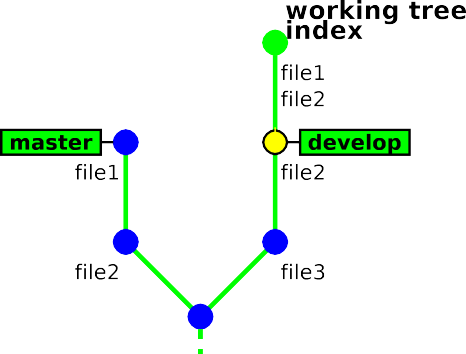 working tree
index
file1
file2
master
develop
file1
file2
file2
file3